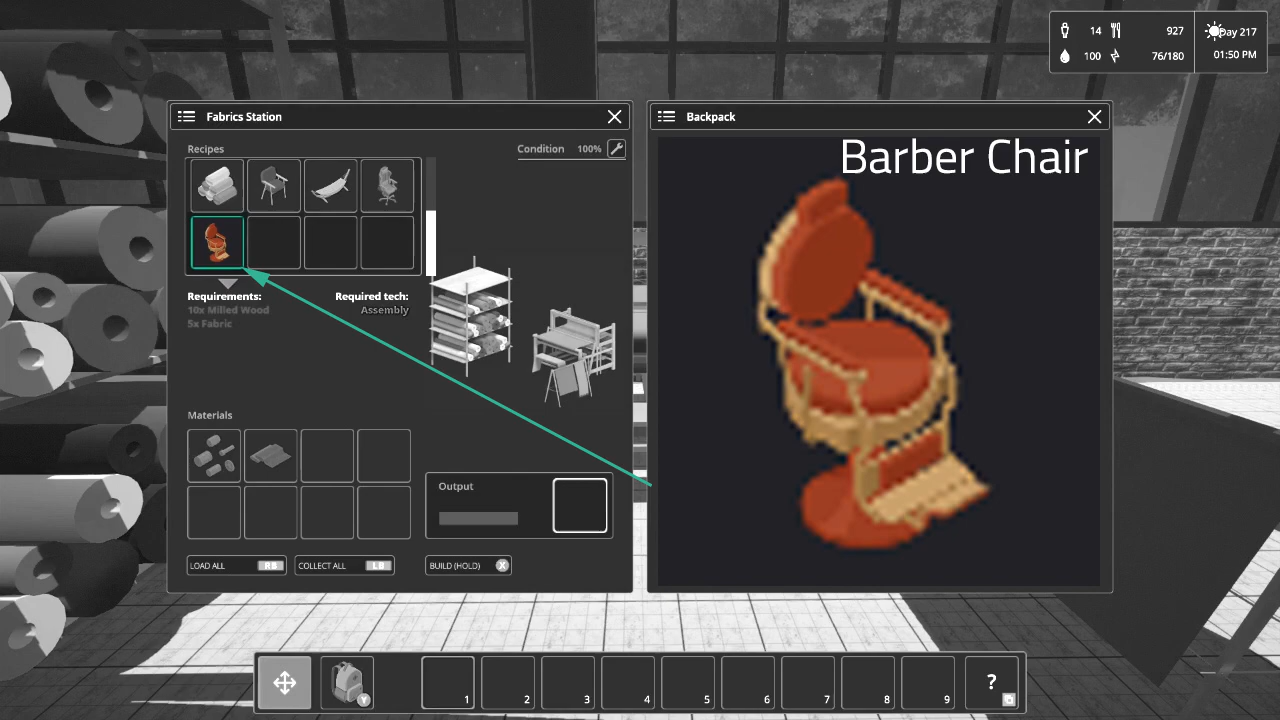 14
927
Day 217
100
76/180
01:50 PM
Fabrics Station
Backpack
Recipes
Condition 100%
Barber Chair
Requirements:
Required tech:
10x Milled Wood
Assembly
5x Fabric
Materials
Output
LOAD ALL RB
COLLECT ALL LB
BUILD (HOLD) X
Y
1
2
3
4
5
6
7
8
9
?